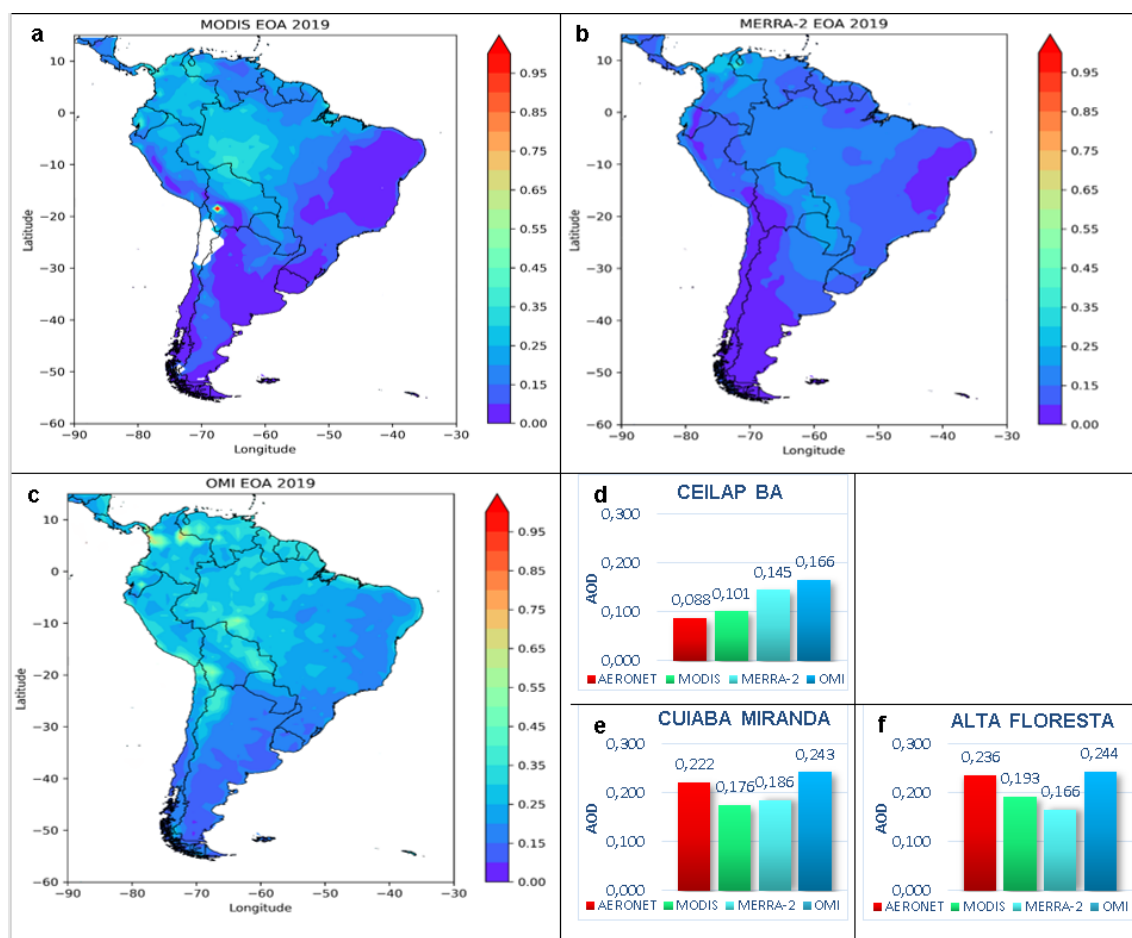 a
MODIS EOA 2019
10
0
−10
−20
−30
−40
−50
−60
Latitude
−90 −80 −70 −60 −50 −40 −30
Longitude
0.95
0.85
0.75
0.65
0.55
0.45
0.35
0.25
0.15
0.00
b
MERRA-2 EOA 2019
10
0
−10
−20
−30
−40
−50
−60
Latitude
−90 −80 −70 −60 −50 −40 −30
Longitude
0.95
0.85
0.75
0.65
0.55
0.45
0.35
0.25
0.15
0.00
c
OMI EOA 2019
10
0
−10
−20
−30
−40
−50
−60
Latitude
−90 −80 −70 −60 −50 −40 −30
Longitude
0.95
0.85
0.75
0.65
0.55
0.45
0.35
0.25
0.15
0.00
d
CEILAP BA
0,300
0,200
0,100
0,000
AOD
0,088 0,101 0,145 0,166
AERONET MODIS MERRA-2 OMI
e
CUIABA MIRANDA
0,300
0,200
0,100
0,000
AOD
0,222 0,176 0,186 0,243
AERONET MODIS MERRA-2 OMI
f
ALTA FLORESTA
0,300
0,200
0,100
0,000
AOD
0,236 0,193 0,166 0,244
AERONET MODIS MERRA-2 OMI